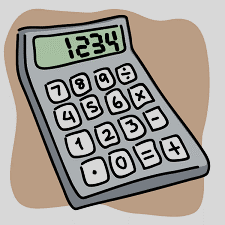 1234
7 8 9 ÷
4 5 6 ×
1 2 3 -
. 0 = +